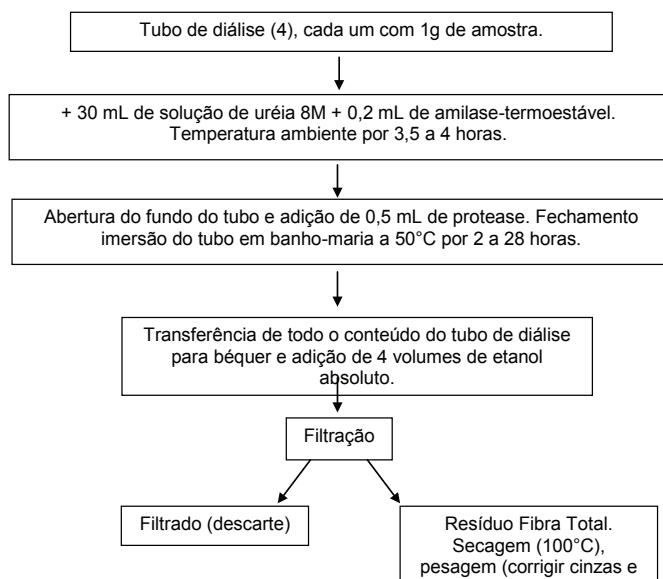 Tubo de diálise (4), cada um com 1g de amostra.
+ 30 mL de solução de uréia 8M + 0,2 mL de amilase-termoestável.
Temperatura ambiente por 3,5 a 4 horas.
Abertura do fundo do tubo e adição de 0,5 mL de protease. Fechamento
imersão do tubo em banho-maria a 50°C por 2 a 28 horas.
Transferência de todo o conteúdo do tubo de diálise
para béquer e adição de 4 volumes de etanol
absoluto.
Filtração
Filtrado (descarte)
Resíduo Fibra Total.
Secagem (100°C),
pesagem (corrigir cinzas e